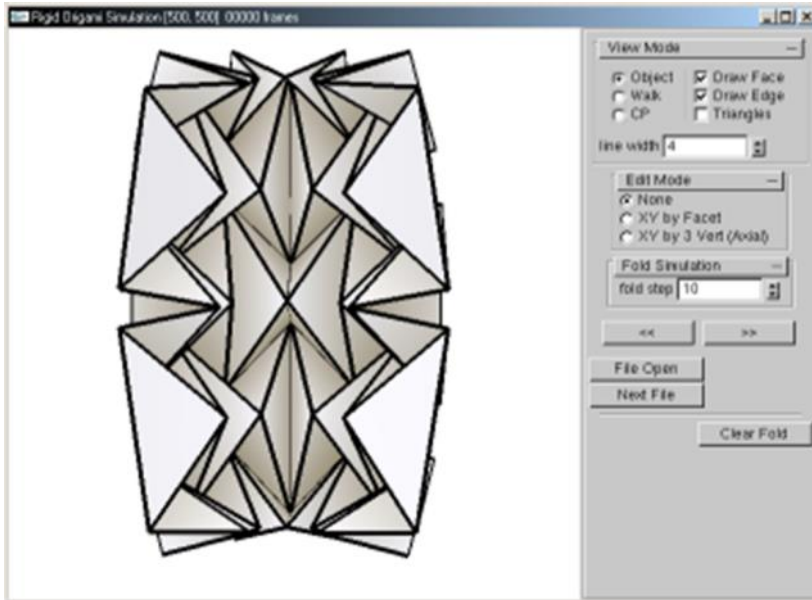 Rigid Origami Simulation [500, 500] 00000 frames
View Mode
Object Draw Face
Walk Draw Edge
CP Triangles
line width 4
Edit Mode
None
XY by Facet
XY by 3 Vert (Axial)
Fold Simulation
fold step 10
<< >>
File Open
Next File
Clear Fold